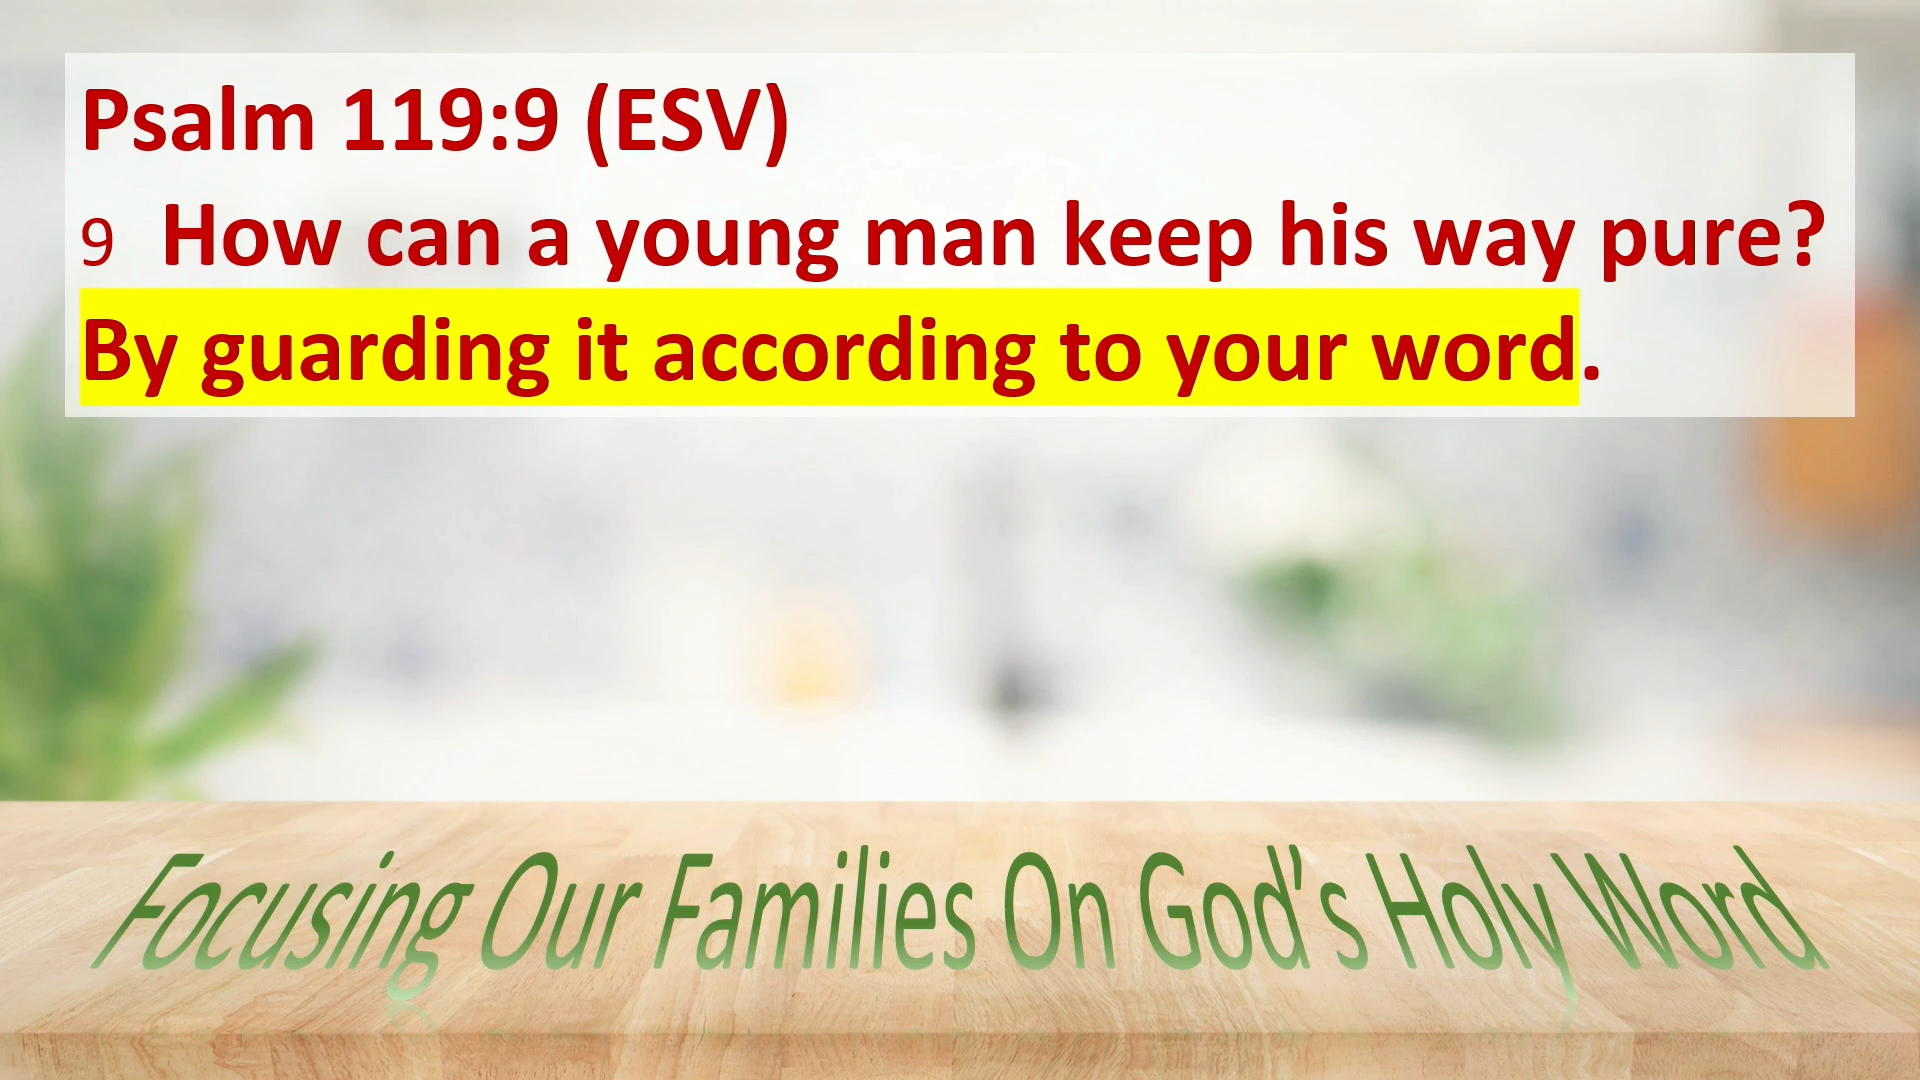 Psalm 119:9 (ESV)
9 How can a young man keep his way pure?
By guarding it according to your word.
Focusing Our Families On God's Holy Word